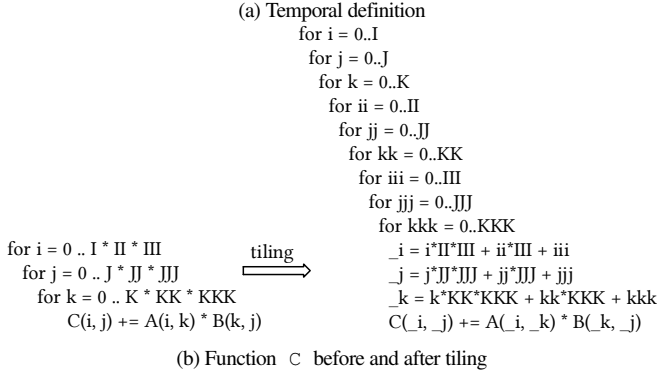 (a) Temporal definition
for i = 0..I
for j = 0..J
for k = 0..K
for ii = 0..II
for jj = 0..JJ
for kk = 0..KK
for iii = 0..III
for jjj = 0..JJJ
for kkk = 0..KKK
_i = i*II*III + ii*III + iii
_j = j*JJ*JJJ + jj*JJJ + jjj
_k = k*KK*KKK + kk*KKK + kkk
C(_i, _j) += A(_i, _k) * B(_k, _j)
for i = 0 .. I * II * III
for j = 0 .. J * JJ * JJJ
for k = 0 .. K * KK * KKK
C(i, j) += A(i, k) * B(k, j)
tiling
(b) Function C before and after tiling